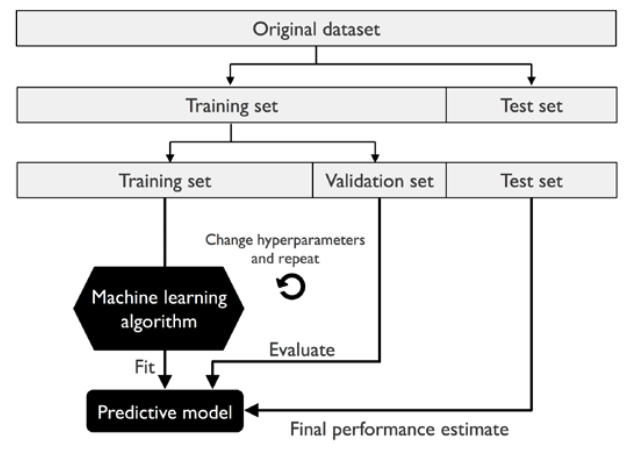 Original dataset
Training set
Test set
Training set
Validation set
Test set
Change hyperparameters
and repeat
Machine learning
algorithm
Fit
Evaluate
Predictive model
Final performance estimate